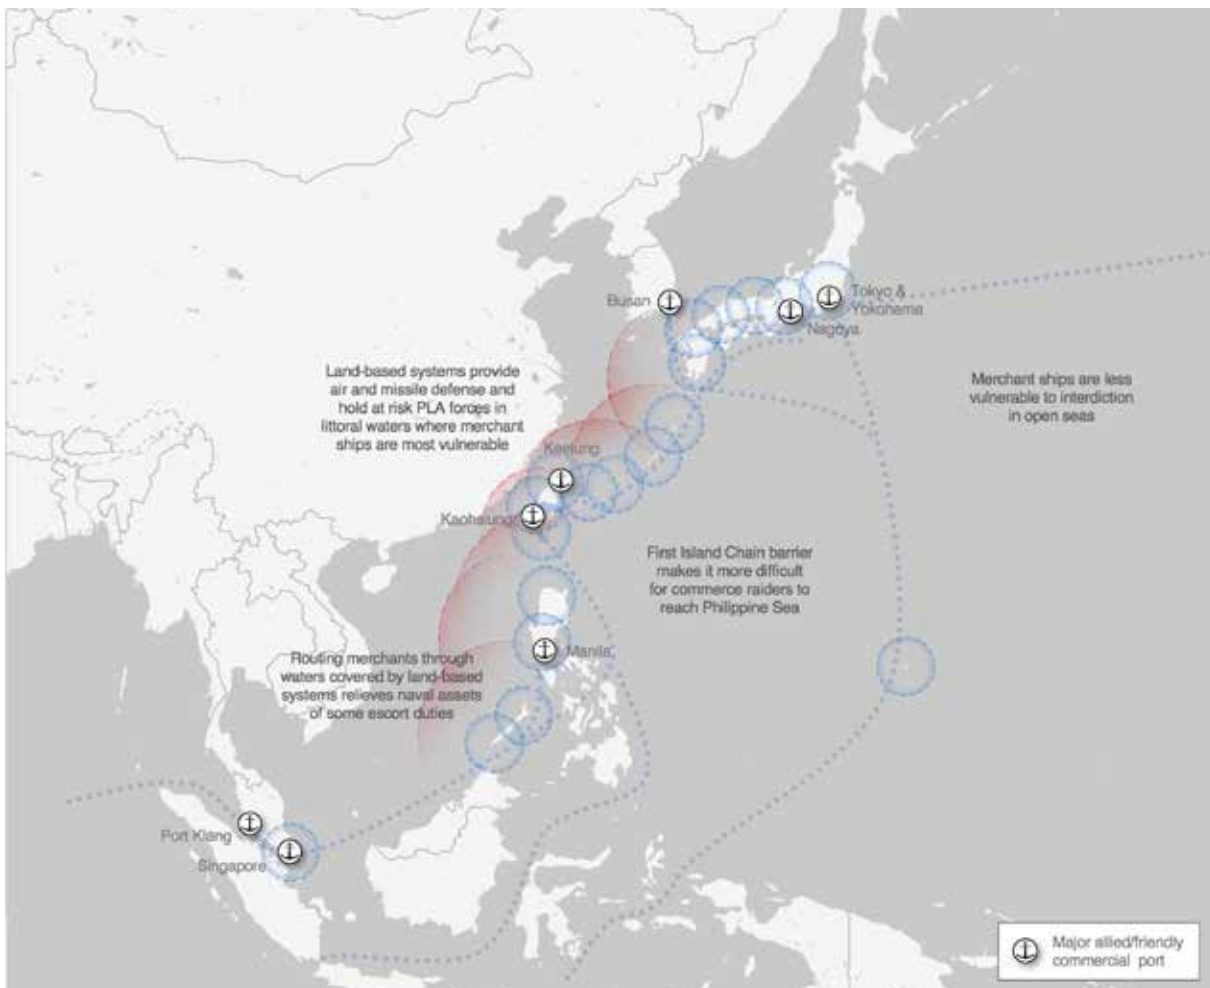 Busan
Tokyo &
Yokohama
Nagoya
Land-based systems provide
air and missile defense and
hold at risk PLA forces in
littoral waters where merchant
ships are most vulnerable
Merchant ships are less
vulnerable to interdiction
in open seas
Keelung
Kaohsiung
First Island Chain barrier
makes it more difficult
for commerce raiders to
reach Philippine Sea
Manila
Routing merchants through
waters covered by land-based
systems relieves naval assets
of some escort duties
Port Klang
Singapore
Major allied/friendly
commercial port